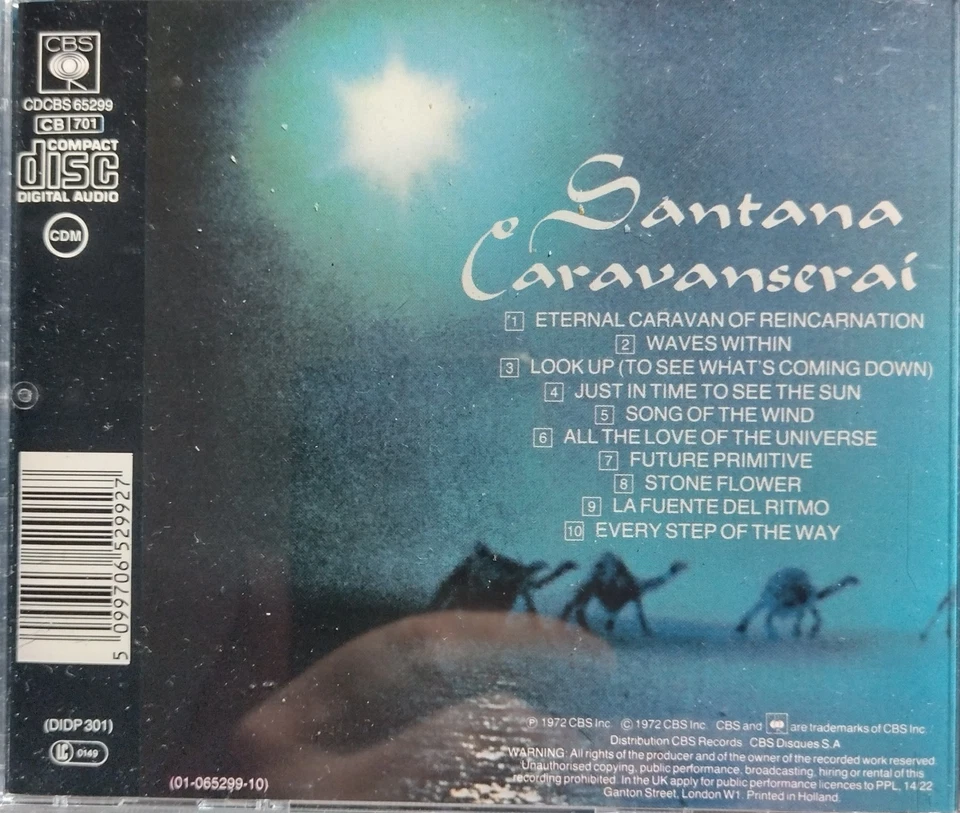 CBS
CDCBS 65299
CB 701
COMPACT
disc
DIGITAL AUDIO
CDM
5 099706 529927
(DIDP 301)
LC 0149
(01-065299-10)
Santana
Caravanserai
1 ETERNAL CARAVAN OF REINCARNATION
2 WAVES WITHIN
3 LOOK UP (TO SEE WHAT'S COMING DOWN)
4 JUST IN TIME TO SEE THE SUN
5 SONG OF THE WIND
6 ALL THE LOVE OF THE UNIVERSE
7 FUTURE PRIMITIVE
8 STONE FLOWER
9 LA FUENTE DEL RITMO
10 EVERY STEP OF THE WAY
℗ 1972 CBS Inc. © 1972 CBS Inc. CBS and are trademarks of CBS Inc.
Distribution CBS Records CBS Disques S.A.
WARNING: All rights of the producer and of the owner of the recorded work reserved.
Unauthorised copying, public performance, broadcasting, hiring or rental of this
recording prohibited. In the UK apply for public performance licences to PPL, 14/22
Ganton Street, London W1. Printed in Holland.